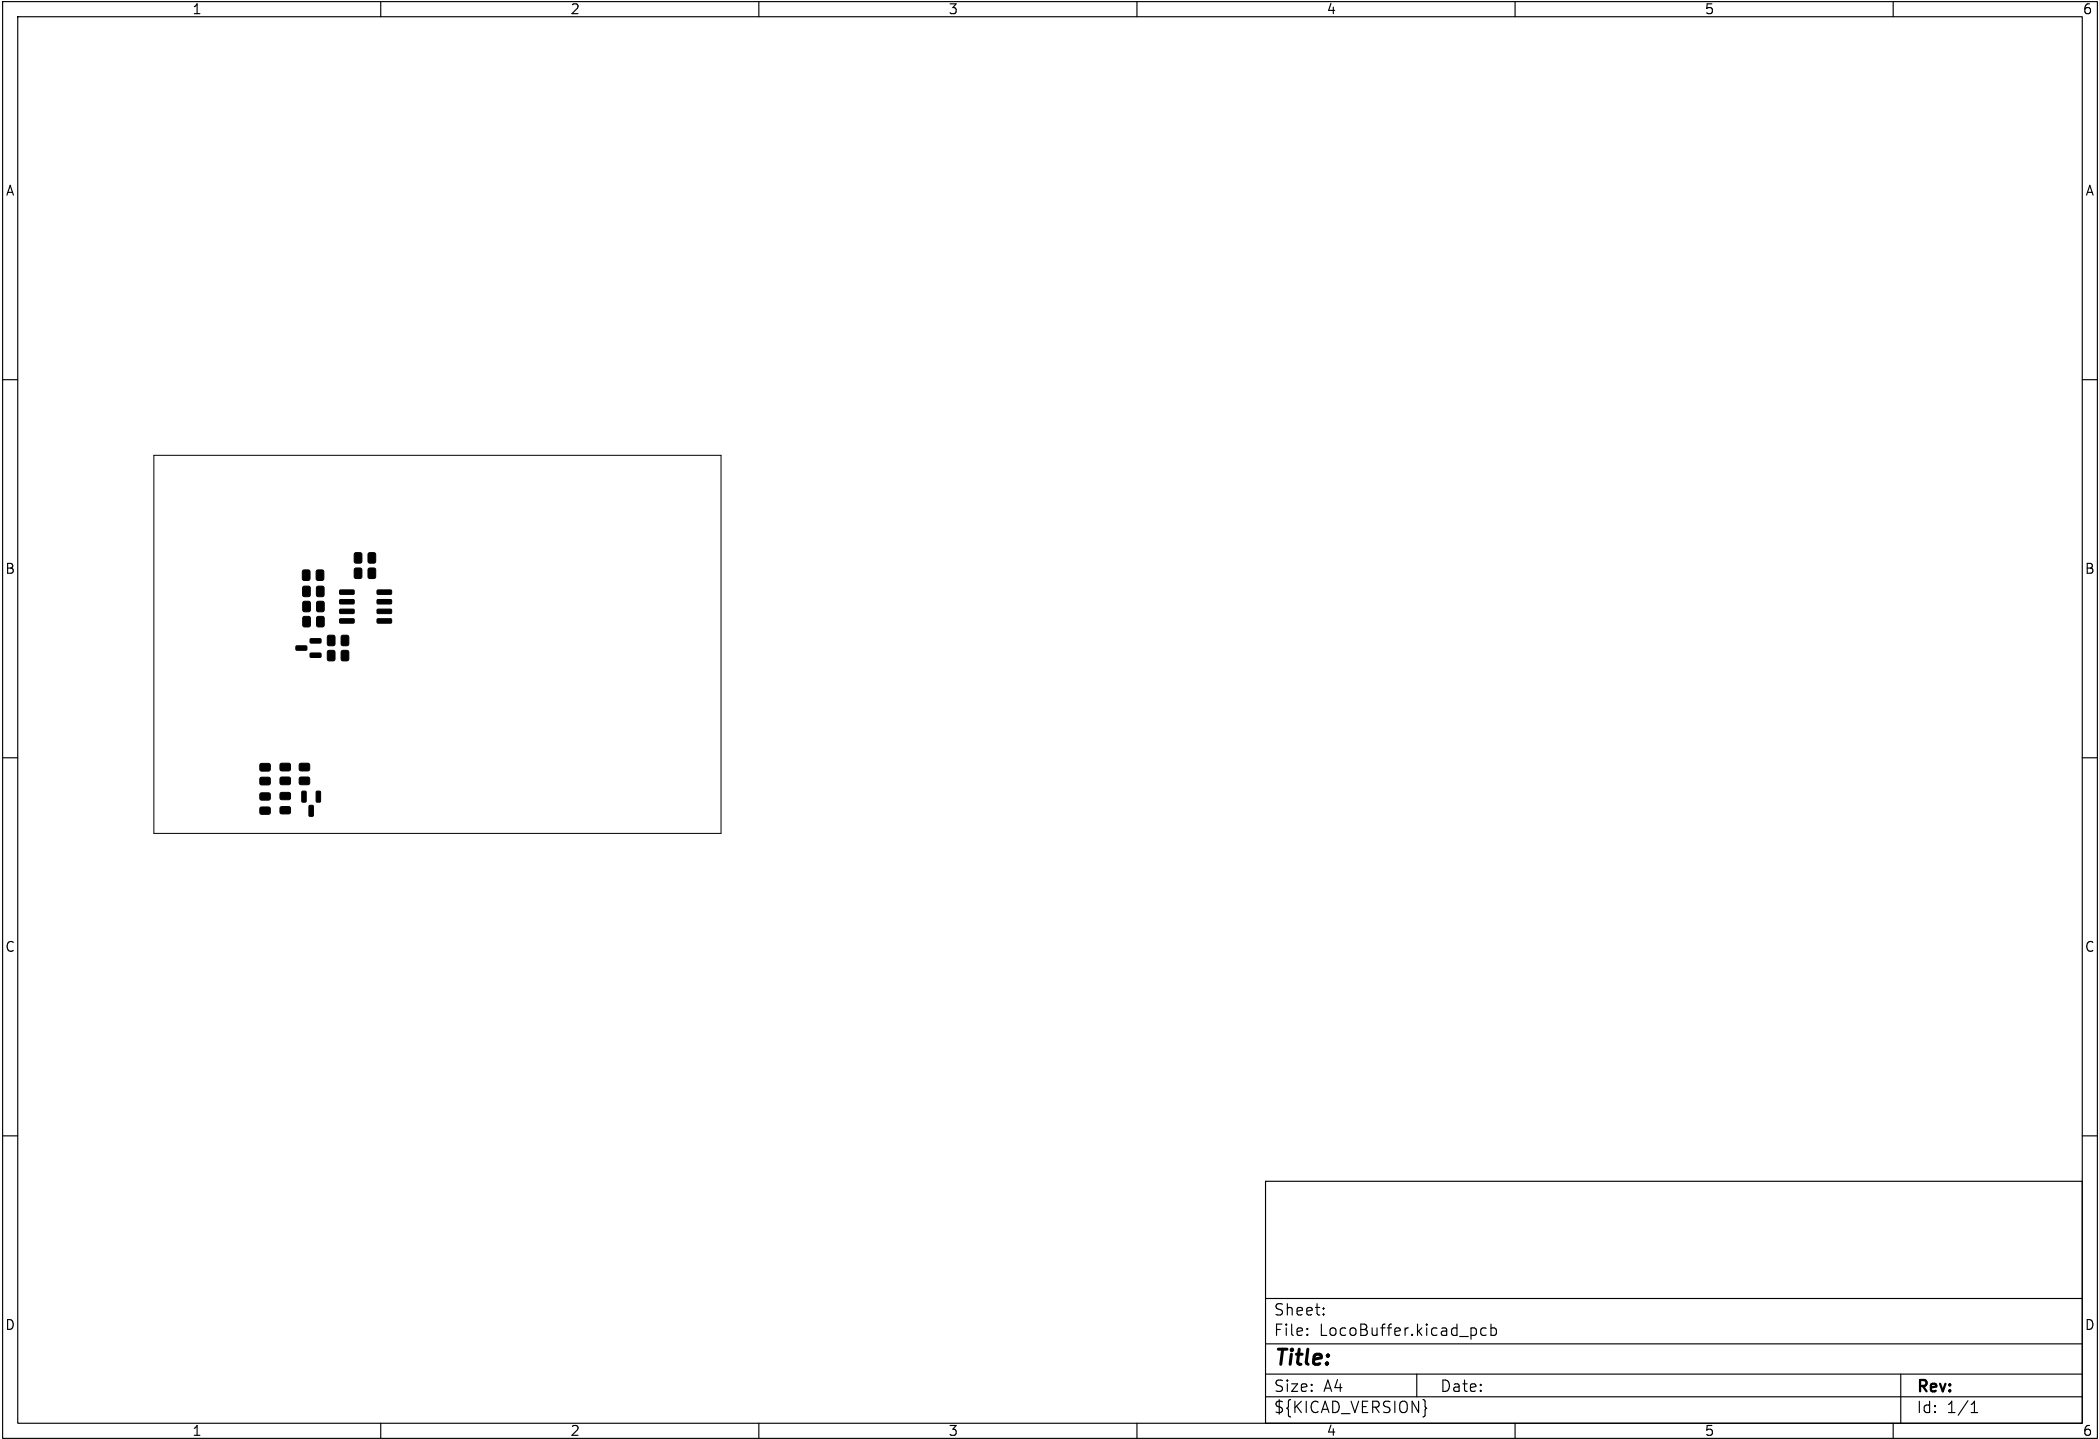 1 2 3 4 5 6
A A
B B
C C
D D
Sheet:
File: LocoBuffer.kicad_pcb
Title:
Size: A4 Date: Rev:
${KICAD_VERSION} Id: 1/1
1 2 3 4 5 6